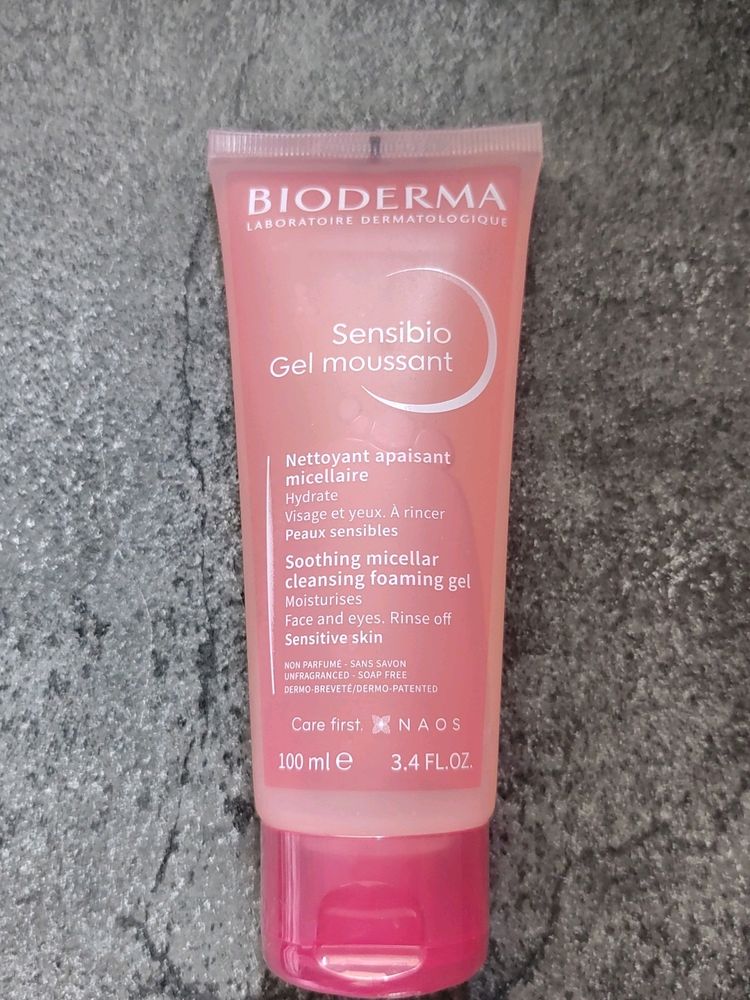 BIODERMA
LABORATOIRE DERMATOLOGIQUE
Sensibio
Gel moussant
Nettoyant apaisant
micellaire
Hydrate
Visage et yeux. À rincer
Peaux sensibles
Soothing micellar
cleansing foaming gel
Moisturises
Face and eyes. Rinse off
Sensitive skin
NON PARFUMÉ - SANS SAVON
UNFRAGRANCED - SOAP FREE
DERMO-BREVETÉ/DERMO-PATENTED
Care first. NAOS
100 ml ℮ 3.4 FL.OZ.